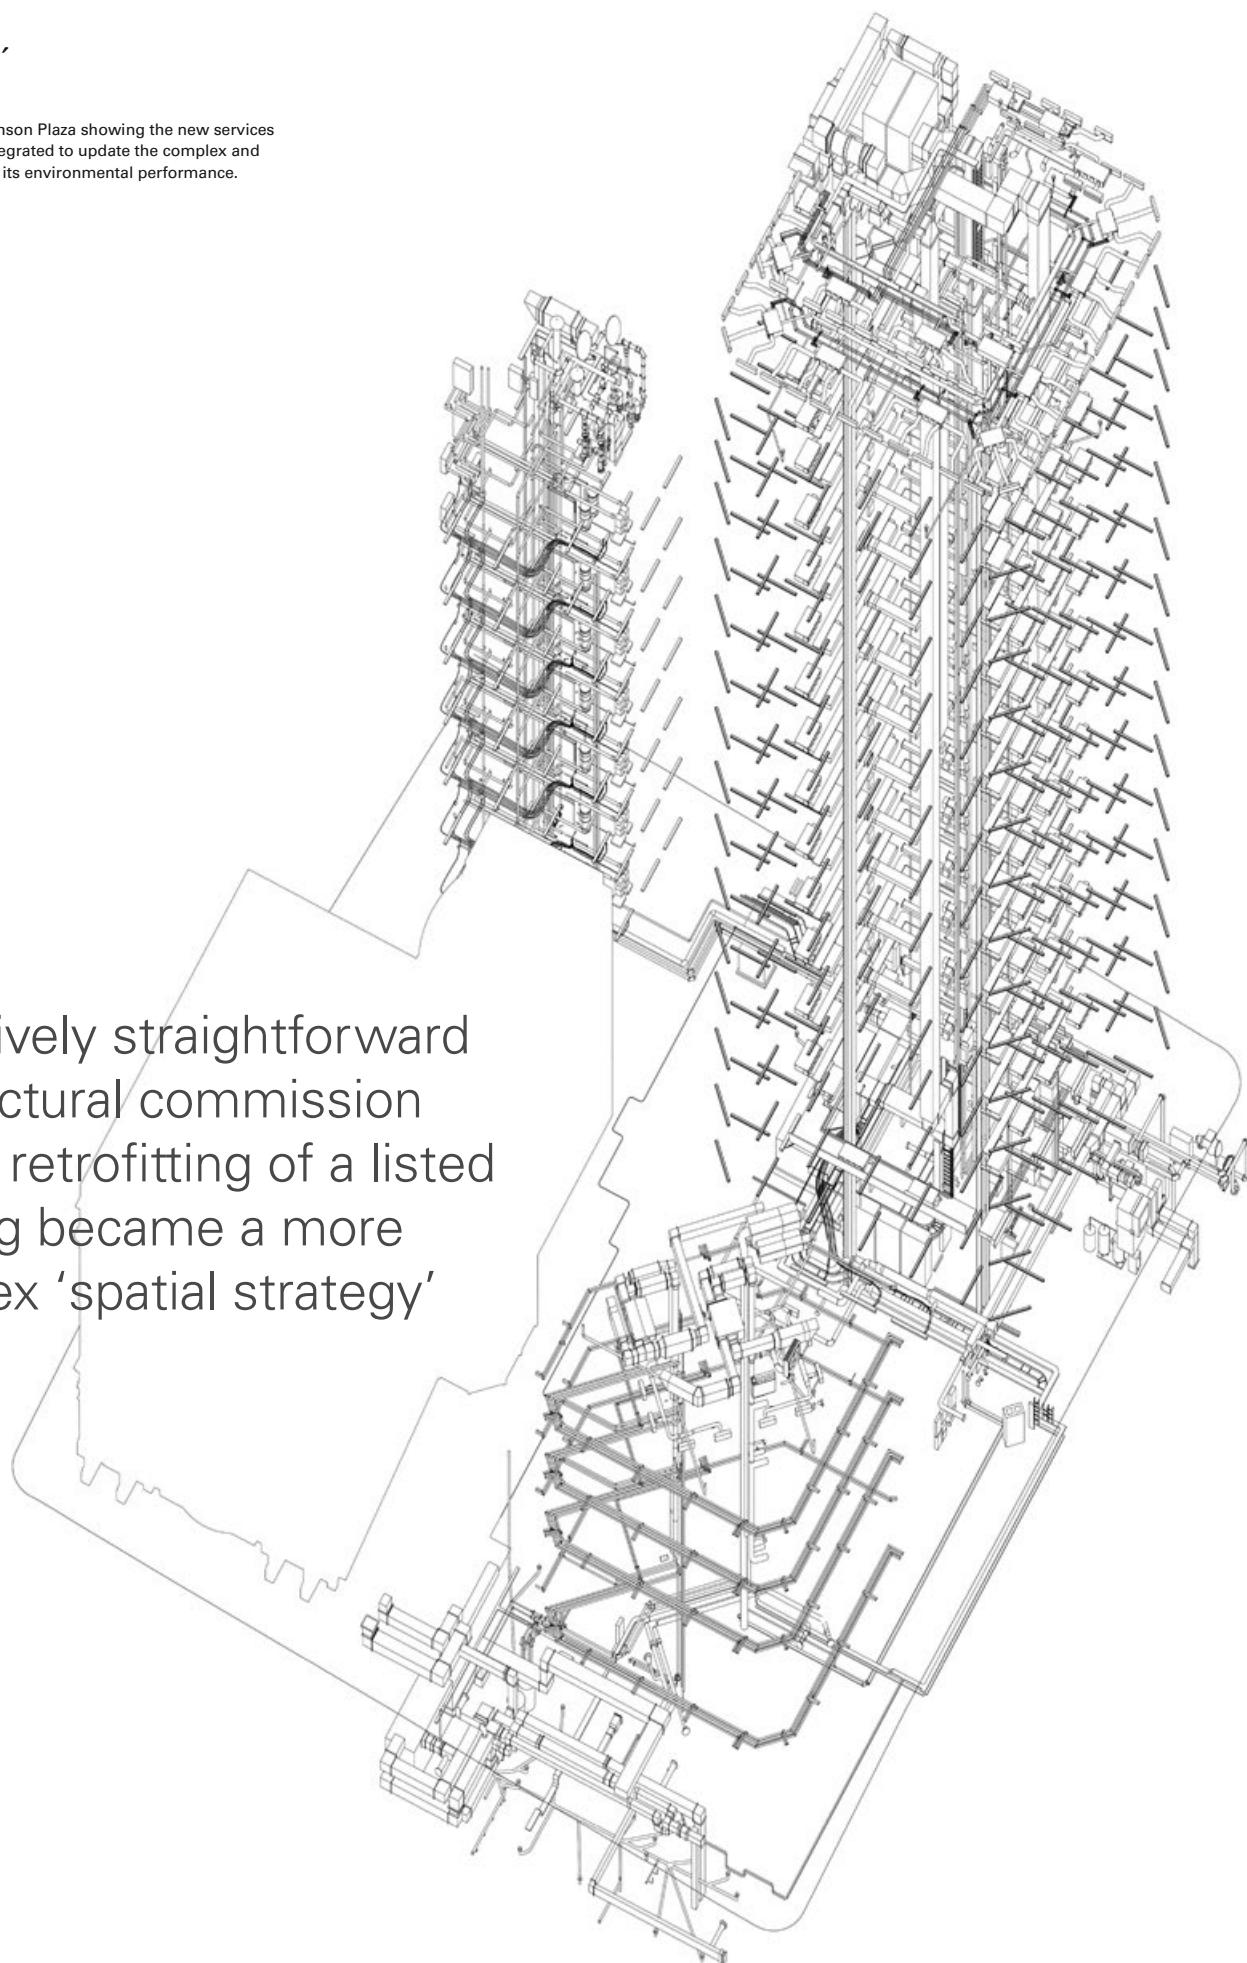 ′
nson Plaza showing the new services
egrated to update the complex and
its environmental performance.
ively straightforward
ctural commission
retrofitting of a listed
g became a more
ex ‘spatial strategy’